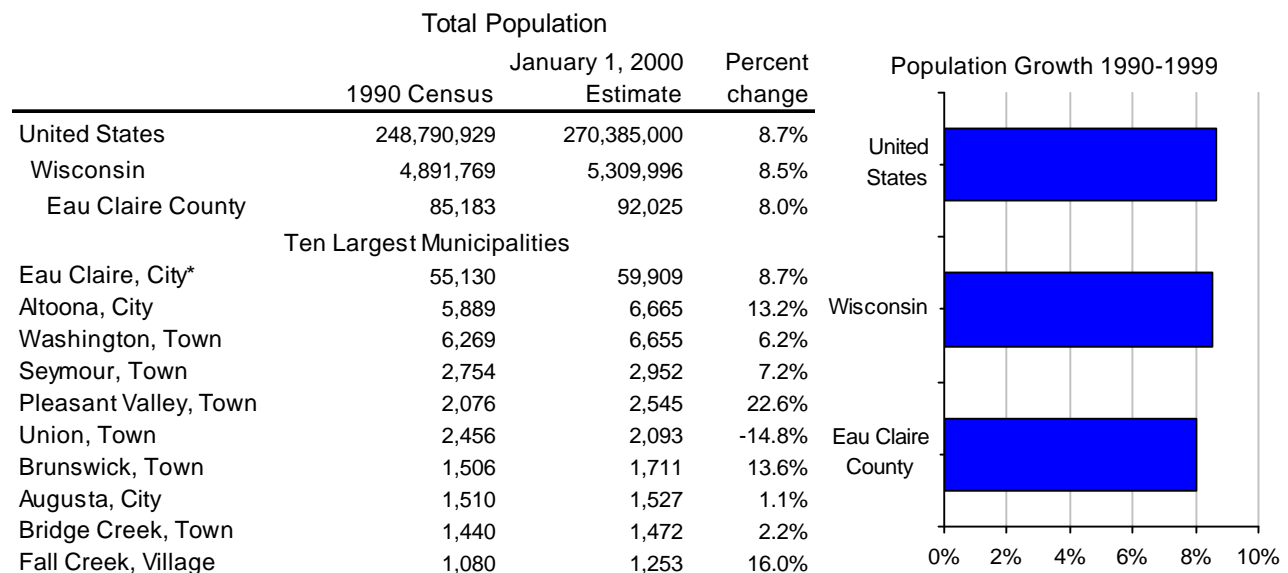 Total Population
1990 Census January 1, 2000 Estimate Percent change
United States 248,790,929 270,385,000 8.7%
Wisconsin 4,891,769 5,309,996 8.5%
Eau Claire County 85,183 92,025 8.0%
Ten Largest Municipalities
Eau Claire, City* 55,130 59,909 8.7%
Altoona, City 5,889 6,665 13.2%
Washington, Town 6,269 6,655 6.2%
Seymour, Town 2,754 2,952 7.2%
Pleasant Valley, Town 2,076 2,545 22.6%
Union, Town 2,456 2,093 -14.8%
Brunswick, Town 1,506 1,711 13.6%
Augusta, City 1,510 1,527 1.1%
Bridge Creek, Town 1,440 1,472 2.2%
Fall Creek, Village 1,080 1,253 16.0%
Population Growth 1990-1999
United
States
Wisconsin
Eau Claire
County
0% 2% 4% 6% 8% 10%